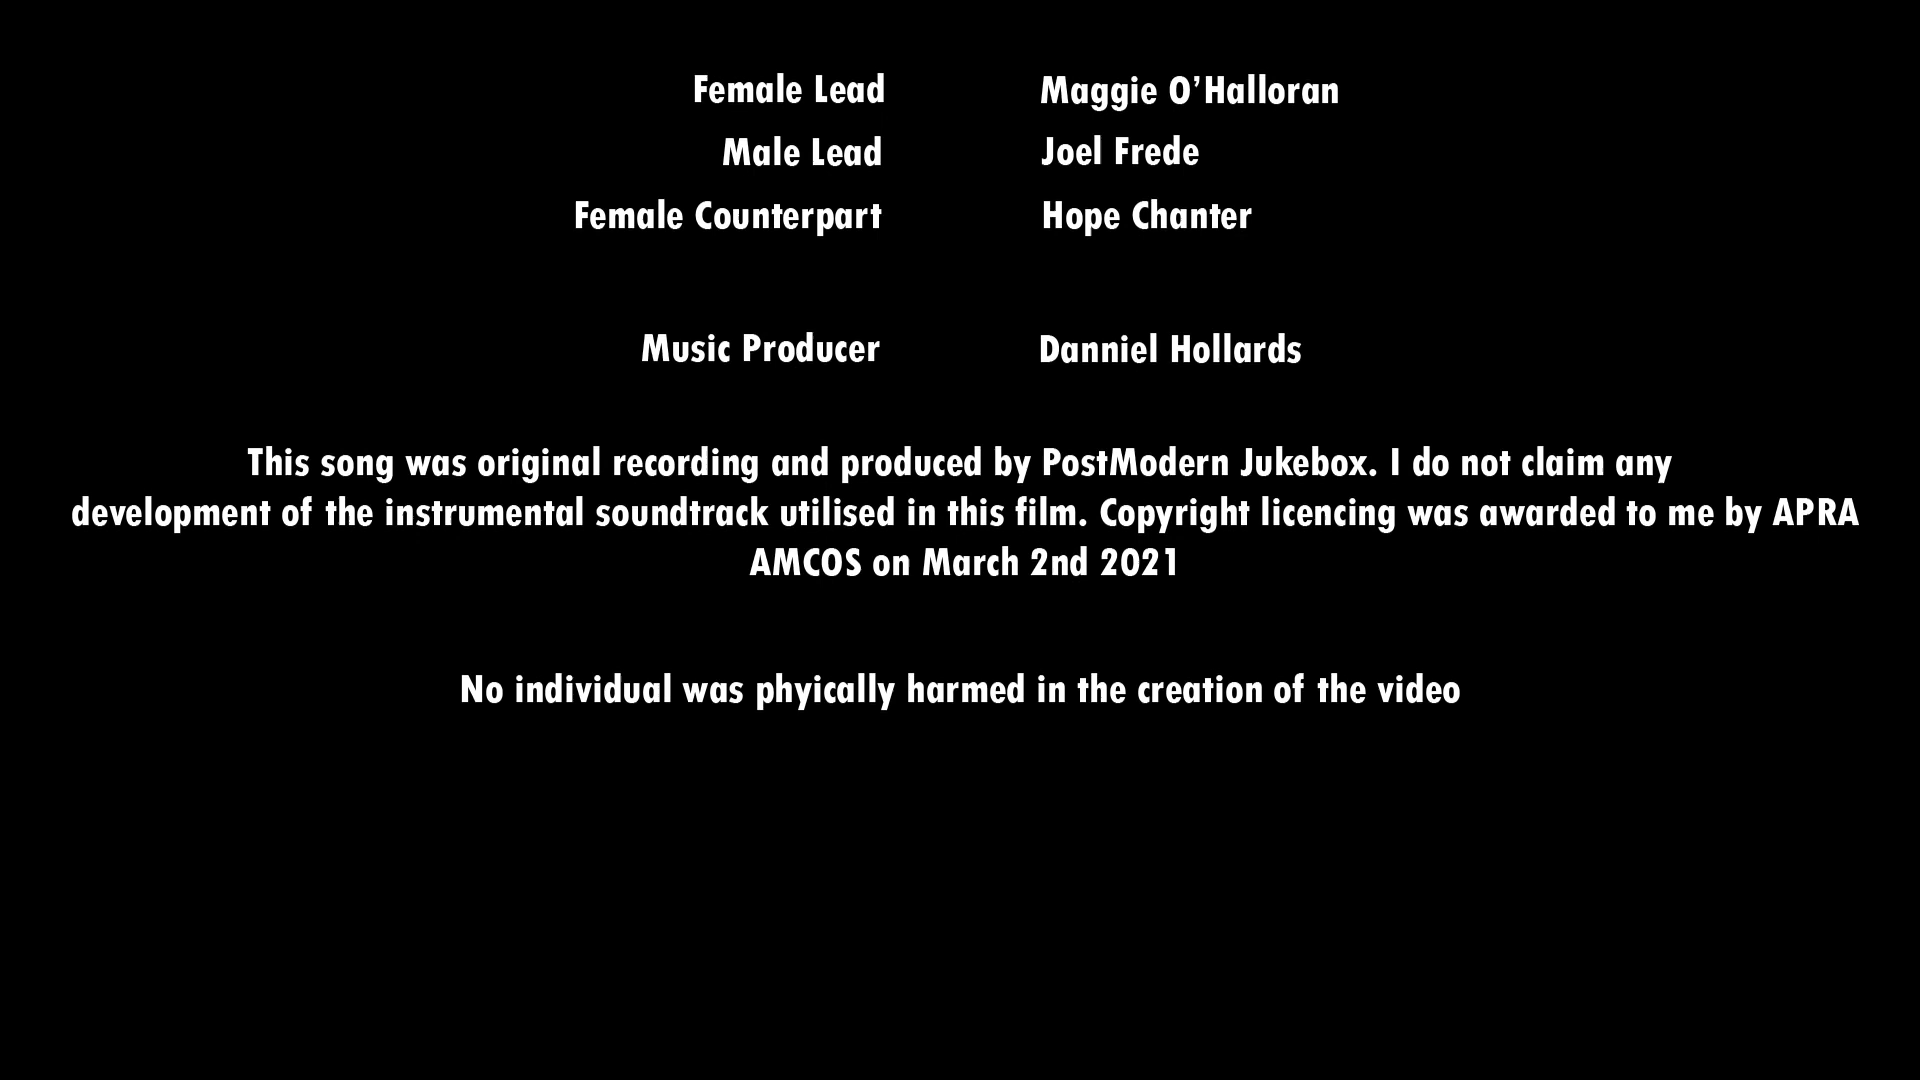 Female Lead Maggie O’Halloran
Male Lead Joel Frede
Female Counterpart Hope Chanter
Music Producer Danniel Hollards
This song was original recording and produced by PostModern Jukebox. I do not claim any
development of the instrumental soundtrack utilised in this film. Copyright licencing was awarded to me by APRA
AMCOS on March 2nd 2021
No individual was phyically harmed in the creation of the video